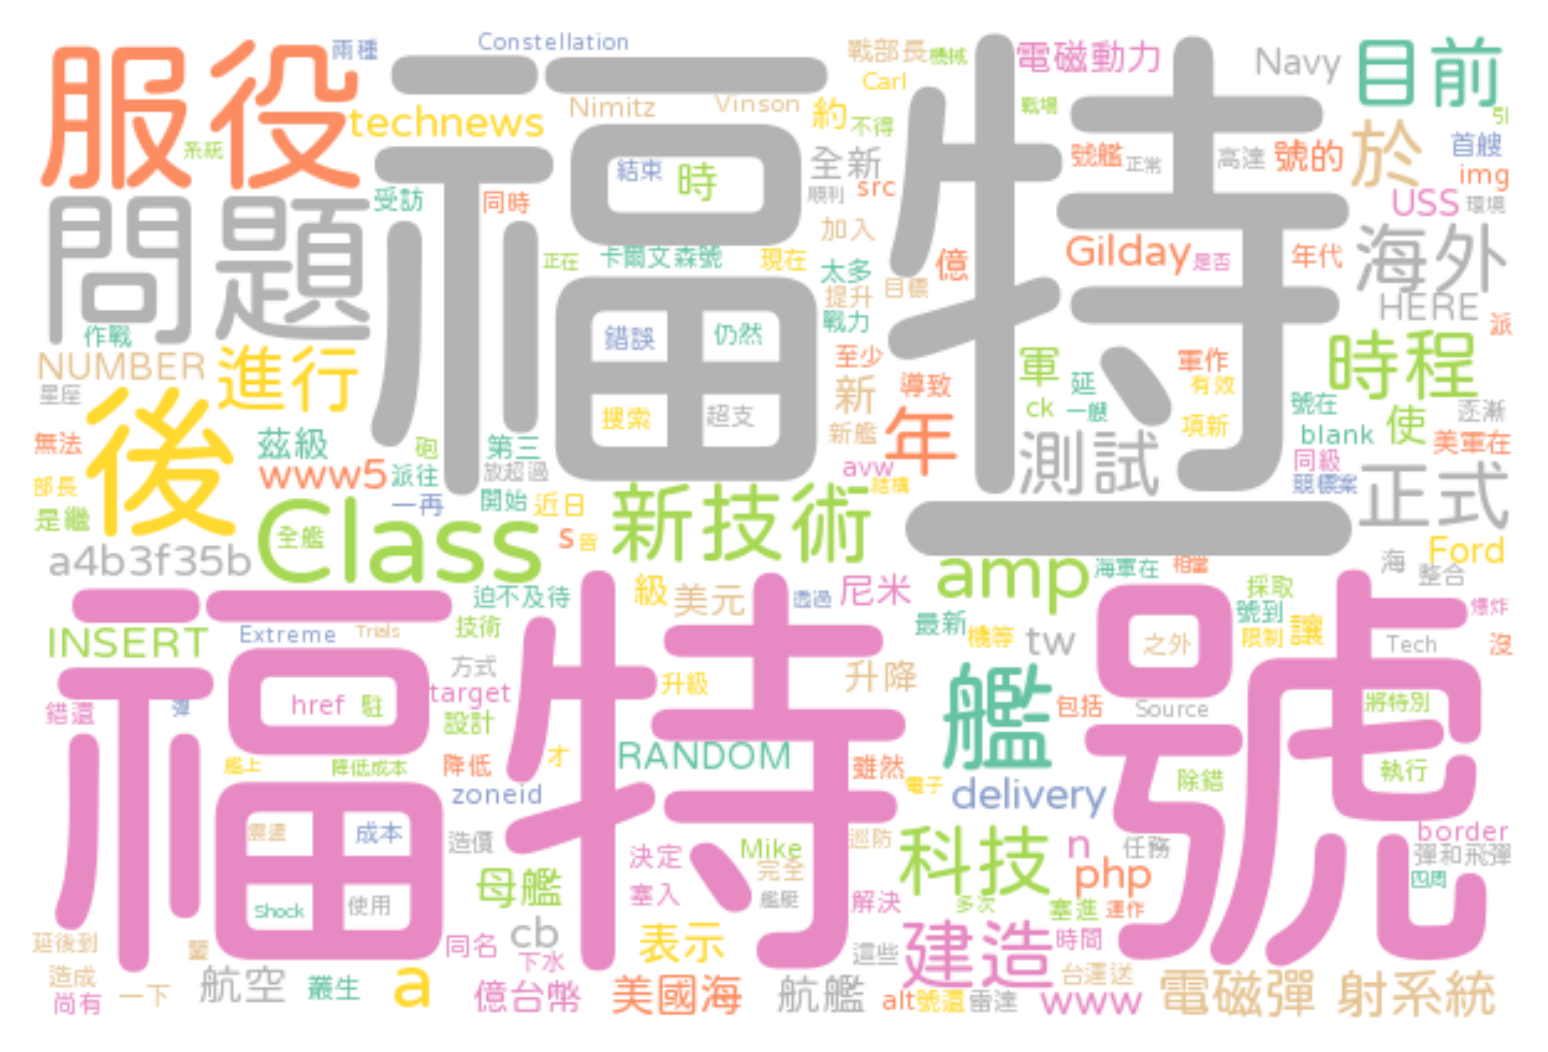 服役
兩種
Constellation
福特
戰部長
機械
電磁動力
Navy
目前
technews
Nimitz
Vinson
Carl
約
不得
戰場
51
系統
全新
號艦
正常
高達
號的
於
首艘
img
結束
時
順利
src
USS
環境
問題
受訪
同時
加入
海外
正在
卡爾文森號
現在
太多
億
Gilday
是否
年代
提升
目標
HERE
作戰
錯誤
仍然
戰力
派
NUMBER
進行
至少
軍
導致
延
軍作
有效
時程
星座
後
搜索
超支
新
年
ck
一艘
號在
逐漸
無法
茲級
砲
第三
新艦
項新
blank
使
美軍在
www5
派往
放超過
avw
結構
測試
同級
競標案
正式
部長
一再
開始
近日
新技術
是繼
Class
全艦
s
皆
a4b3f35b
amp
海軍在
相當
海
整合
Ford
迫不及待
級
美元
透過
尼米
採取
爆炸
福特號
INSERT
Extreme
Trials
技術
最新
機等
tw
號到
限制
讓
之外
Tech
沒
方式
升級
升降
艦
錯還
彈
href
駐
target
設計
包括
Source
將特別
艦上
降低成本
降低
才
RANDOM
雖然
電子
除錯
執行
zoneid
delivery
震盪
成本
造價
決定
Mike
完全
巡防
科技
n
任務
border
彈和飛彈
Shock
使用
母艦
塞入
艦艇
解決
多次
塞進
php
運作
四周
延後到
同名
cb
下水
表示
這些
建造
時間
造成
尚有
一下
航空
叢生
a
億台幣
美國海
航艦
alt
號還
雷達
台運送
www
電磁彈
射系統